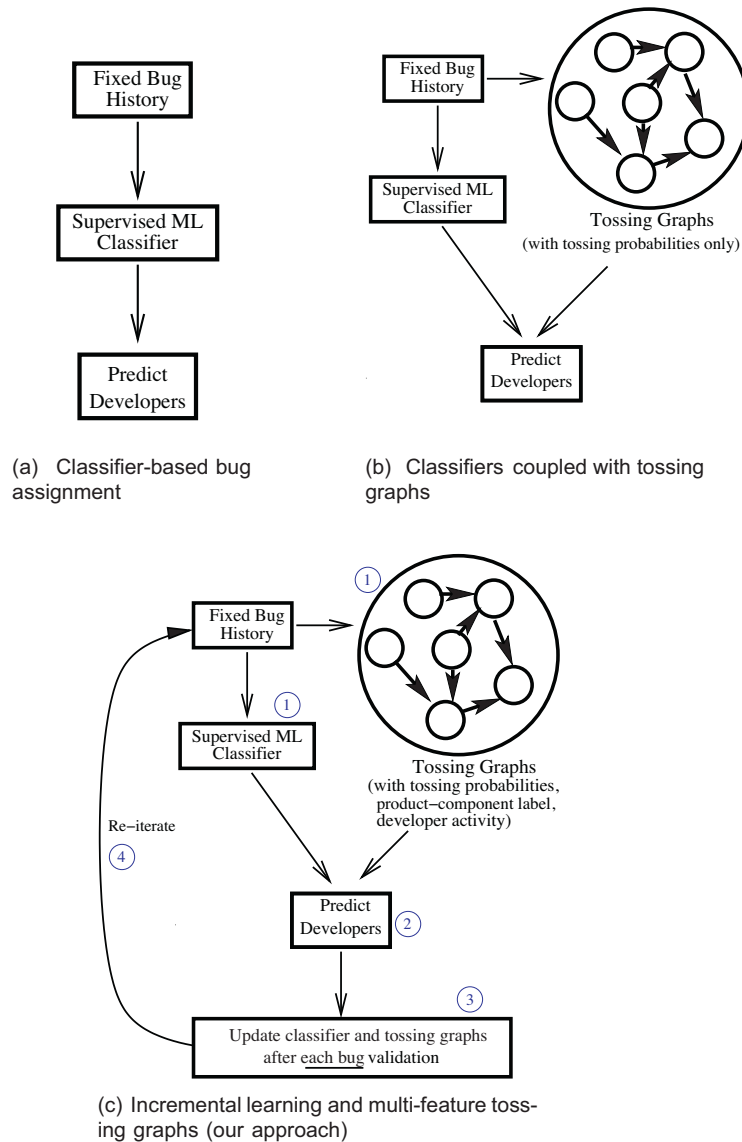 Fixed Bug
History
Supervised ML
Classifier
Predict
Developers
(a) Classifier-based bug
assignment
Fixed Bug
History
Supervised ML
Classifier
Tossing Graphs
(with tossing probabilities only)
Predict
Developers
(b) Classifiers coupled with tossing
graphs
1
Fixed Bug
History
1
Supervised ML
Classifier
Tossing Graphs
(with tossing probabilities,
product-component label,
developer activity)
Re-iterate
4
Predict
Developers
2
3
Update classifier and tossing graphs
after each bug validation
(c) Incremental learning and multi-feature toss-
ing graphs (our approach)